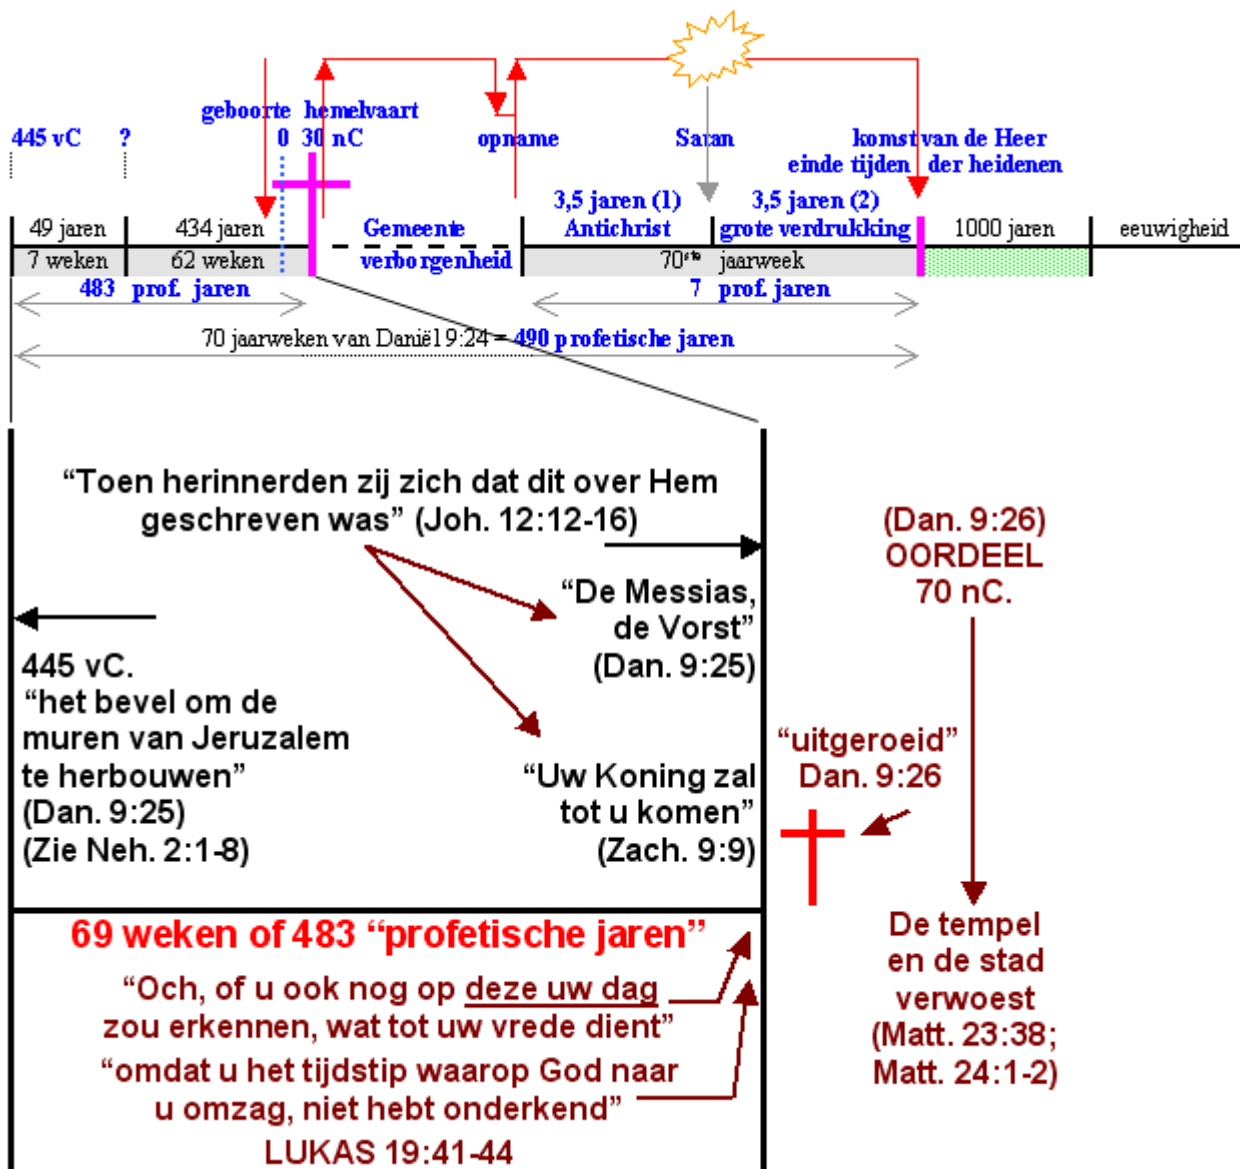 geboorte hemelvaart
445 vC ? 0 30 nC opname Satan komst van de Heer
einde tijden der heidenen
3,5 jaren (1) 3,5 jaren (2)
49 jaren 434 jaren Gemeente Antichrist grote verdrukking 1000 jaren eeuwigheid
7 weken 62 weken verborgenheid 70ste jaarweek
483 prof. jaren 7 prof. jaren
70 jaarweken van Daniël 9:24 = 490 profetische jaren
“Toen herinnerden zij zich dat dit over Hem
geschreven was” (Joh. 12:12-16)
“De Messias,
de Vorst”
(Dan. 9:25)
445 vC.
“het bevel om de
muren van Jeruzalem
te herbouwen”
(Dan. 9:25)
(Zie Neh. 2:1-8)
“Uw Koning zal
tot u komen”
(Zach. 9:9)
(Dan. 9:26)
OORDEEL
70 nC.
“uitgeroeid”
Dan. 9:26
De tempel
en de stad
verwoest
(Matt. 23:38;
Matt. 24:1-2)
69 weken of 483 “profetische jaren”
“Och, of u ook nog op deze uw dag
zou erkennen, wat tot uw vrede dient”
“omdat u het tijdstip waarop God naar
u omzag, niet hebt onderkend”
LUKAS 19:41-44